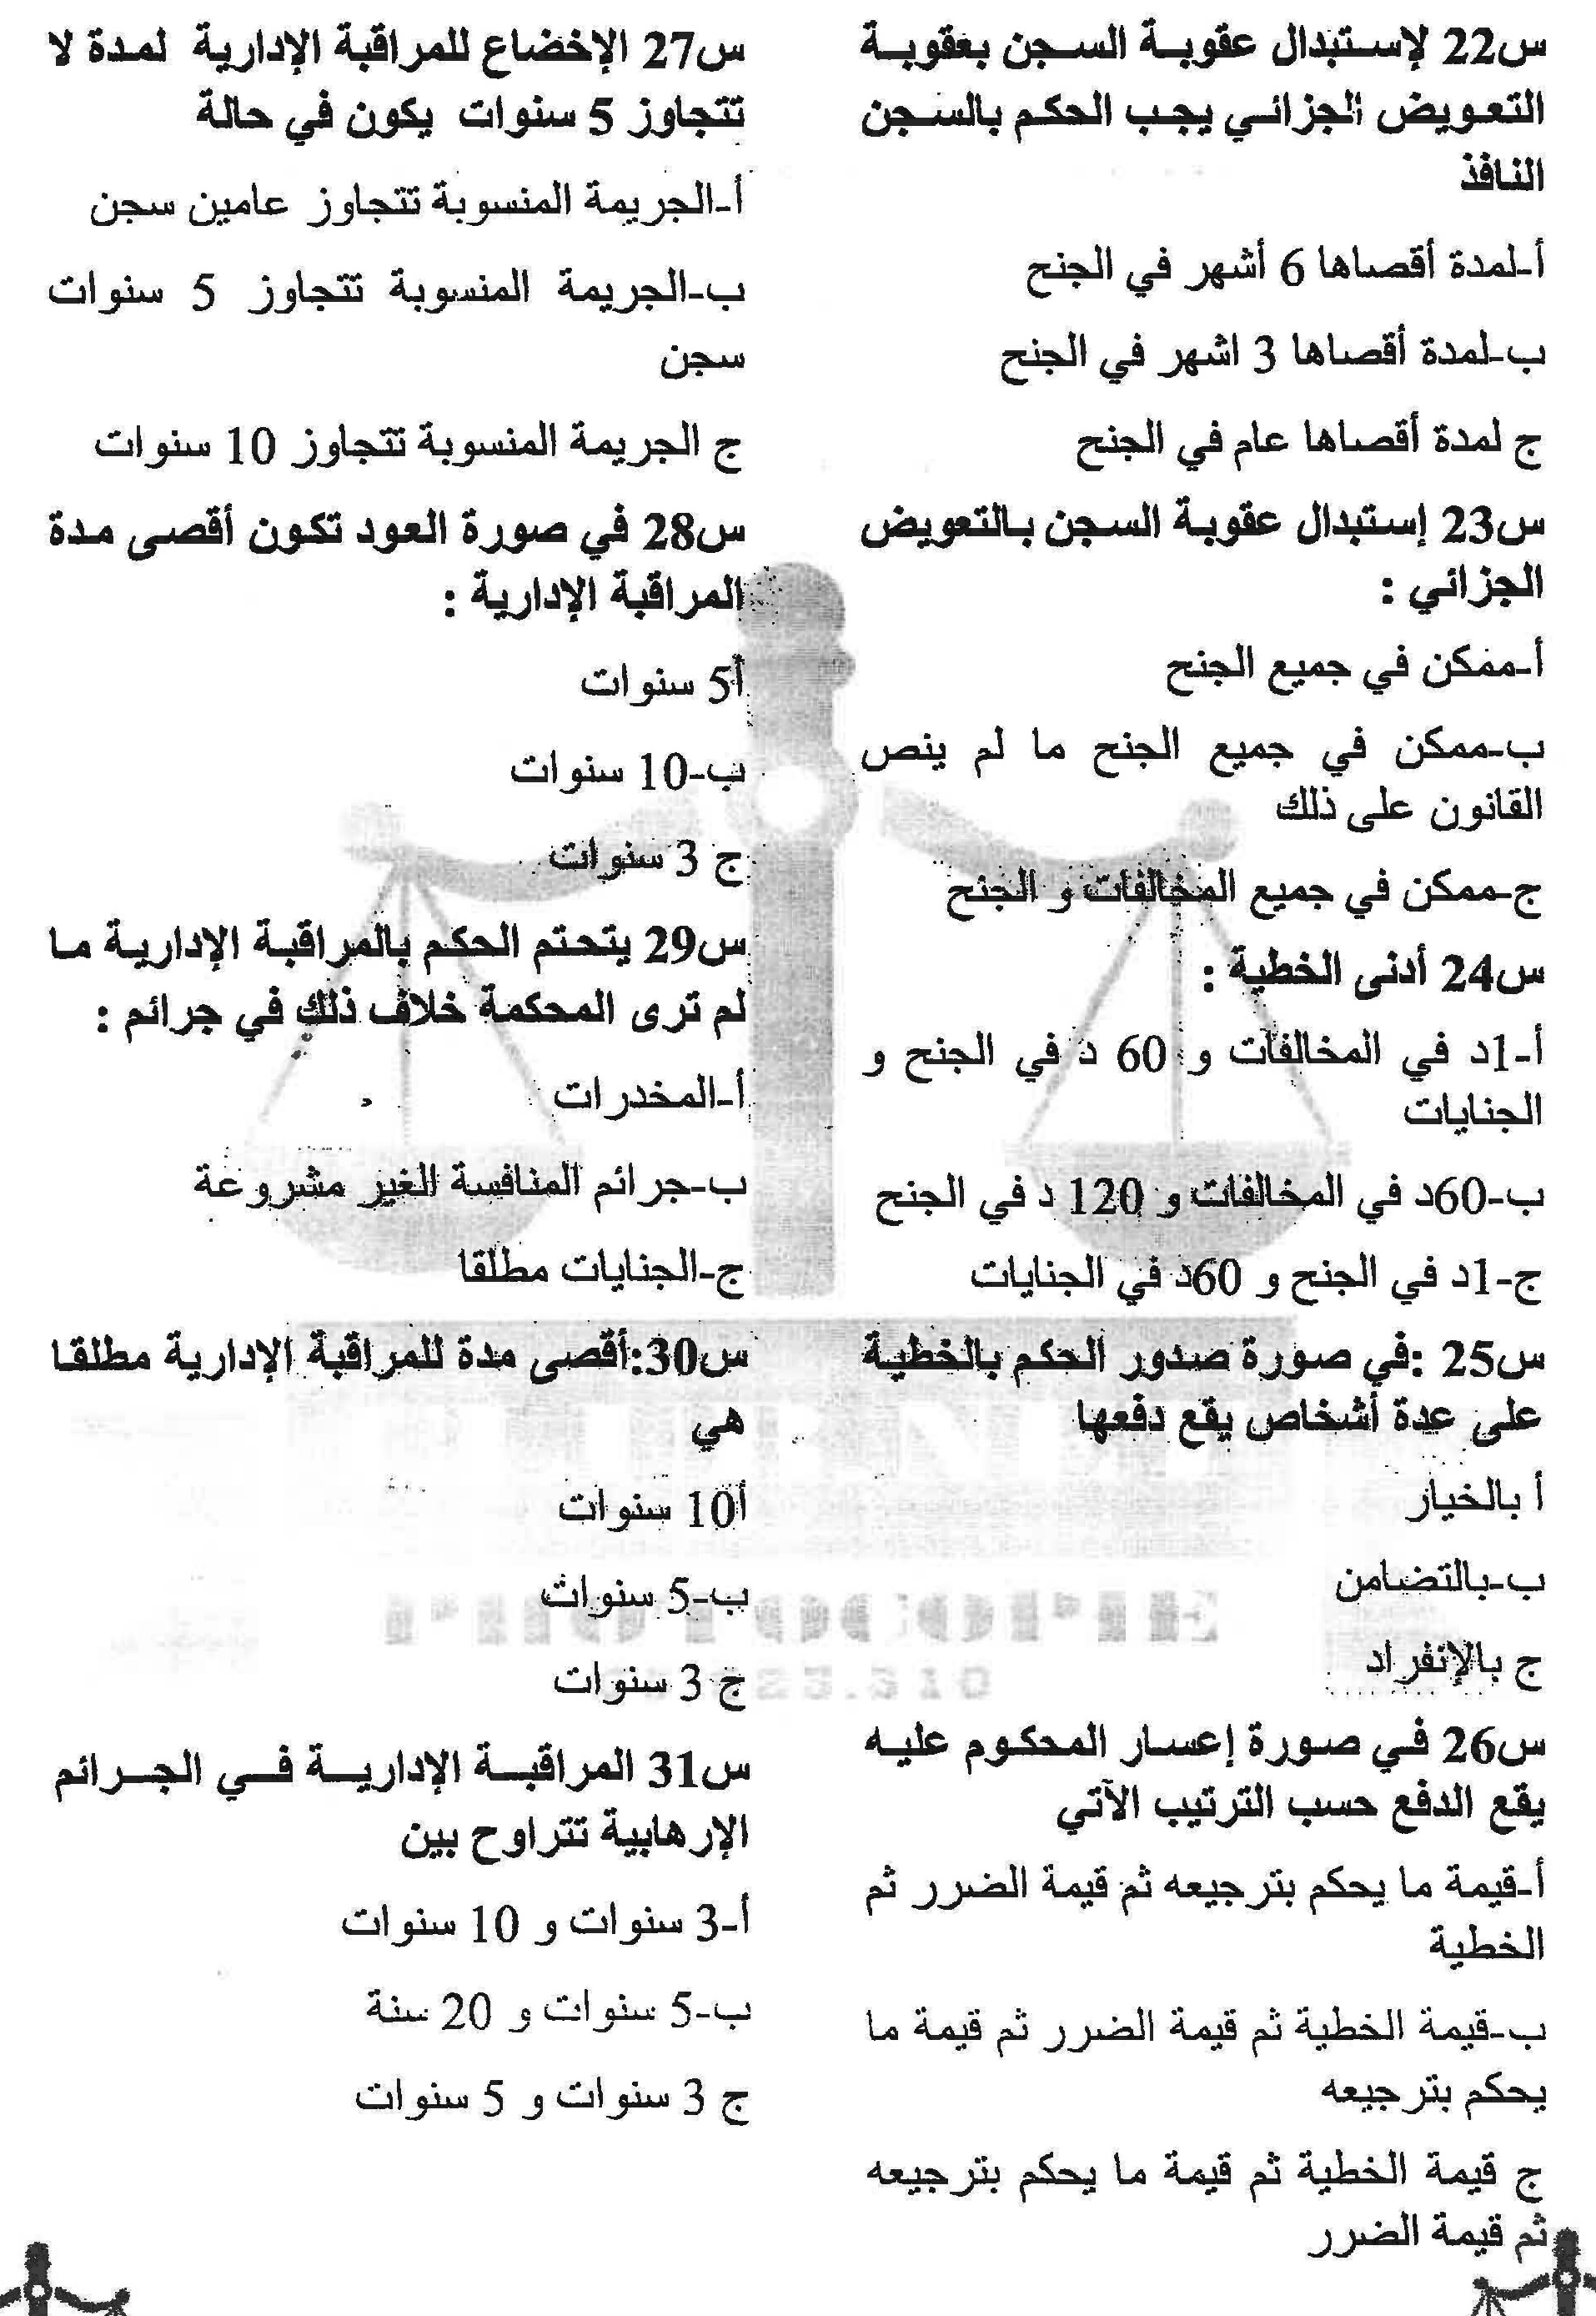 س22 لإستبدال عقوبة السجن بعقوبة
التعويض الجزائي يجب الحكم بالسجن
النافذ
أ-لمدة أقصاها 6 أشهر في الجنح
ب-لمدة أقصاها 3 اشهر في الجنح
ج لمدة أقصاها عام في الجنح
س23 إستبدال عقوبة السجن بالتعويض
الجزائي :
أ-ممكن في جميع الجنح
ب-ممكن في جميع الجنح ما لم ينص
القانون على ذلك
ج-ممكن في جميع المخالفات و الجنح
س24 أدنى الخطية :
أ-1د في المخالفات و 60 د في الجنح و
الجنايات
ب-60د في المخالفات و 120 د في الجنح
ج-1د في الجنح و 60د في الجنايات
س25 :في صورة صدور الحكم بالخطية
على عدة أشخاص يقع دفعها
أ بالخيار
ب-بالتضامن
ج بالإنفراد
س26 في صورة إعسار المحكوم عليه
يقع الدفع حسب الترتيب الآتي
أ-قيمة ما يحكم بترجيعه ثم قيمة الضرر ثم
الخطية
ب-قيمة الخطية ثم قيمة الضرر ثم قيمة ما
يحكم بترجيعه
ج قيمة الخطية ثم قيمة ما يحكم بترجيعه
ثم قيمة الضرر
س27 الإخضاع للمراقبة الإدارية لمدة لا
تتجاوز 5 سنوات يكون في حالة
أ-الجريمة المنسوبة تتجاوز عامين سجن
ب-الجريمة المنسوبة تتجاوز 5 سنوات
سجن
ج الجريمة المنسوبة تتجاوز 10 سنوات
س28 في صورة العود تكون أقصى مدة
المراقبة الإدارية :
أ5 سنوات
ب-10 سنوات
ج 3 سنوات
س29 يتحتم الحكم بالمراقبة الإدارية ما
لم ترى المحكمة خلاف ذلك في جرائم :
أ-المخدرات
ب-جرائم المنافسة الغير مشروعة
ج-الجنايات مطلقا
س30:أقصى مدة للمراقبة الإدارية مطلقا
هي
أ10 سنوات
ب-5 سنوات
ج 3 سنوات
س31 المراقبة الإدارية في الجرائم
الإرهابية تتراوح بين
أ-3 سنوات و 10 سنوات
ب-5 سنوات و 20 سنة
ج 3 سنوات و 5 سنوات